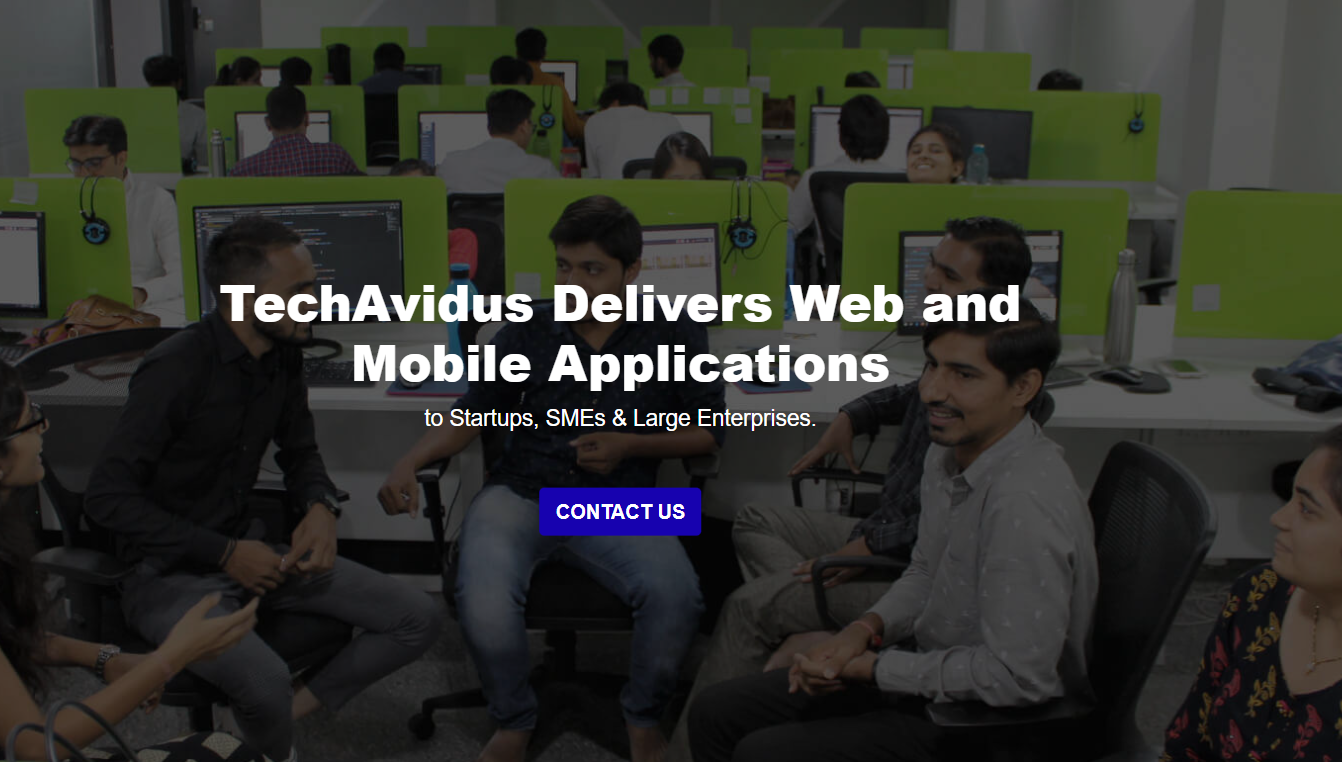 TechAvidus Delivers Web and
Mobile Applications
to Startups, SMEs & Large Enterprises.
CONTACT US